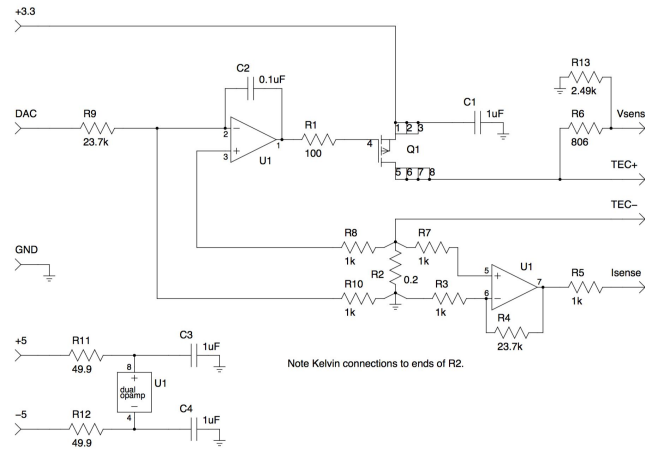 +3.3
C2
0.1uF
R13
2.49k
DAC
R9
23.7k
2
−
3
+
1
U1
R1
100
C1
1uF
1 2 3
4
Q1
5 6 7 8
R6
806
Vsens
TEC+
TEC−
GND
R8
1k
R7
1k
R2
0.2
R10
1k
R3
1k
5
+
6
−
7
U1
R4
23.7k
R5
1k
Isense
+5
R11
49.9
C3
1uF
8
+
dual
opamp
−
4
U1
−5
R12
49.9
C4
1uF
Note Kelvin connections to ends of R2.